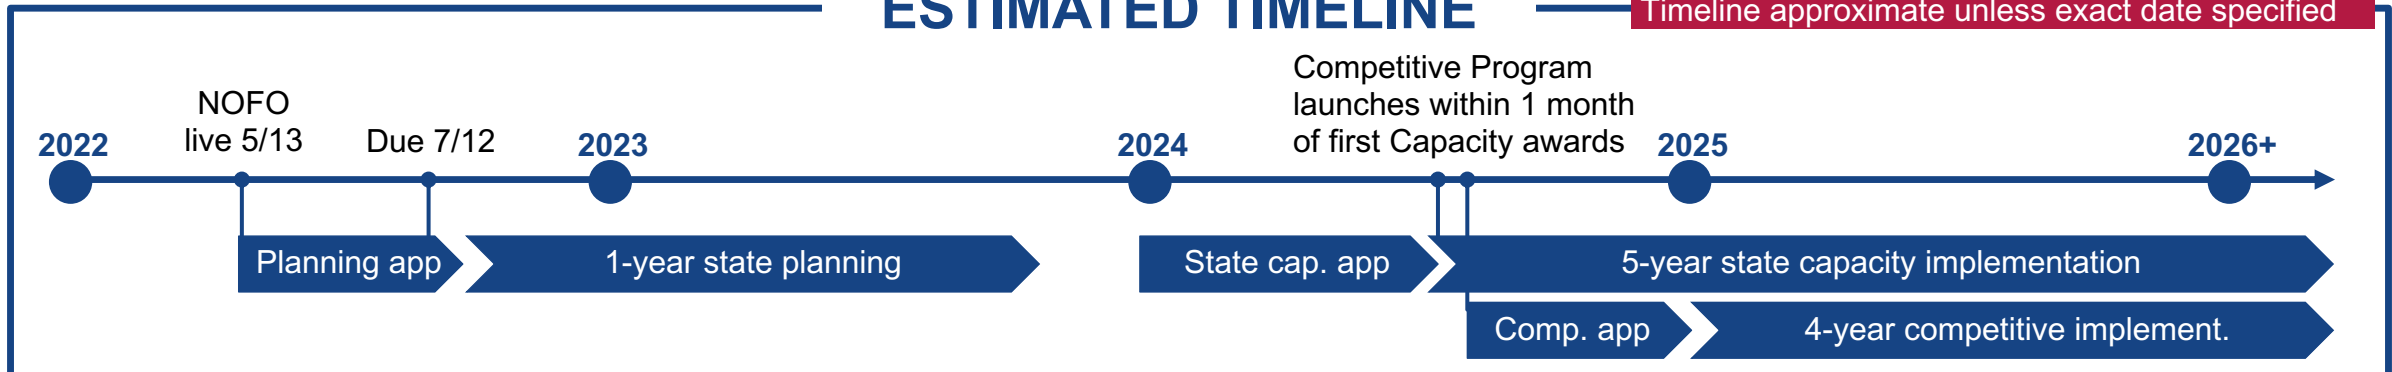 ESTIMATED TIMELINE
Timeline approximate unless exact date specified
Competitive Program
launches within 1 month
of first Capacity awards
NOFO
live 5/13
Due 7/12
2022
2023
2024
2025
2026+
Planning app
1-year state planning
State cap. app
5-year state capacity implementation
Comp. app
4-year competitive implement.